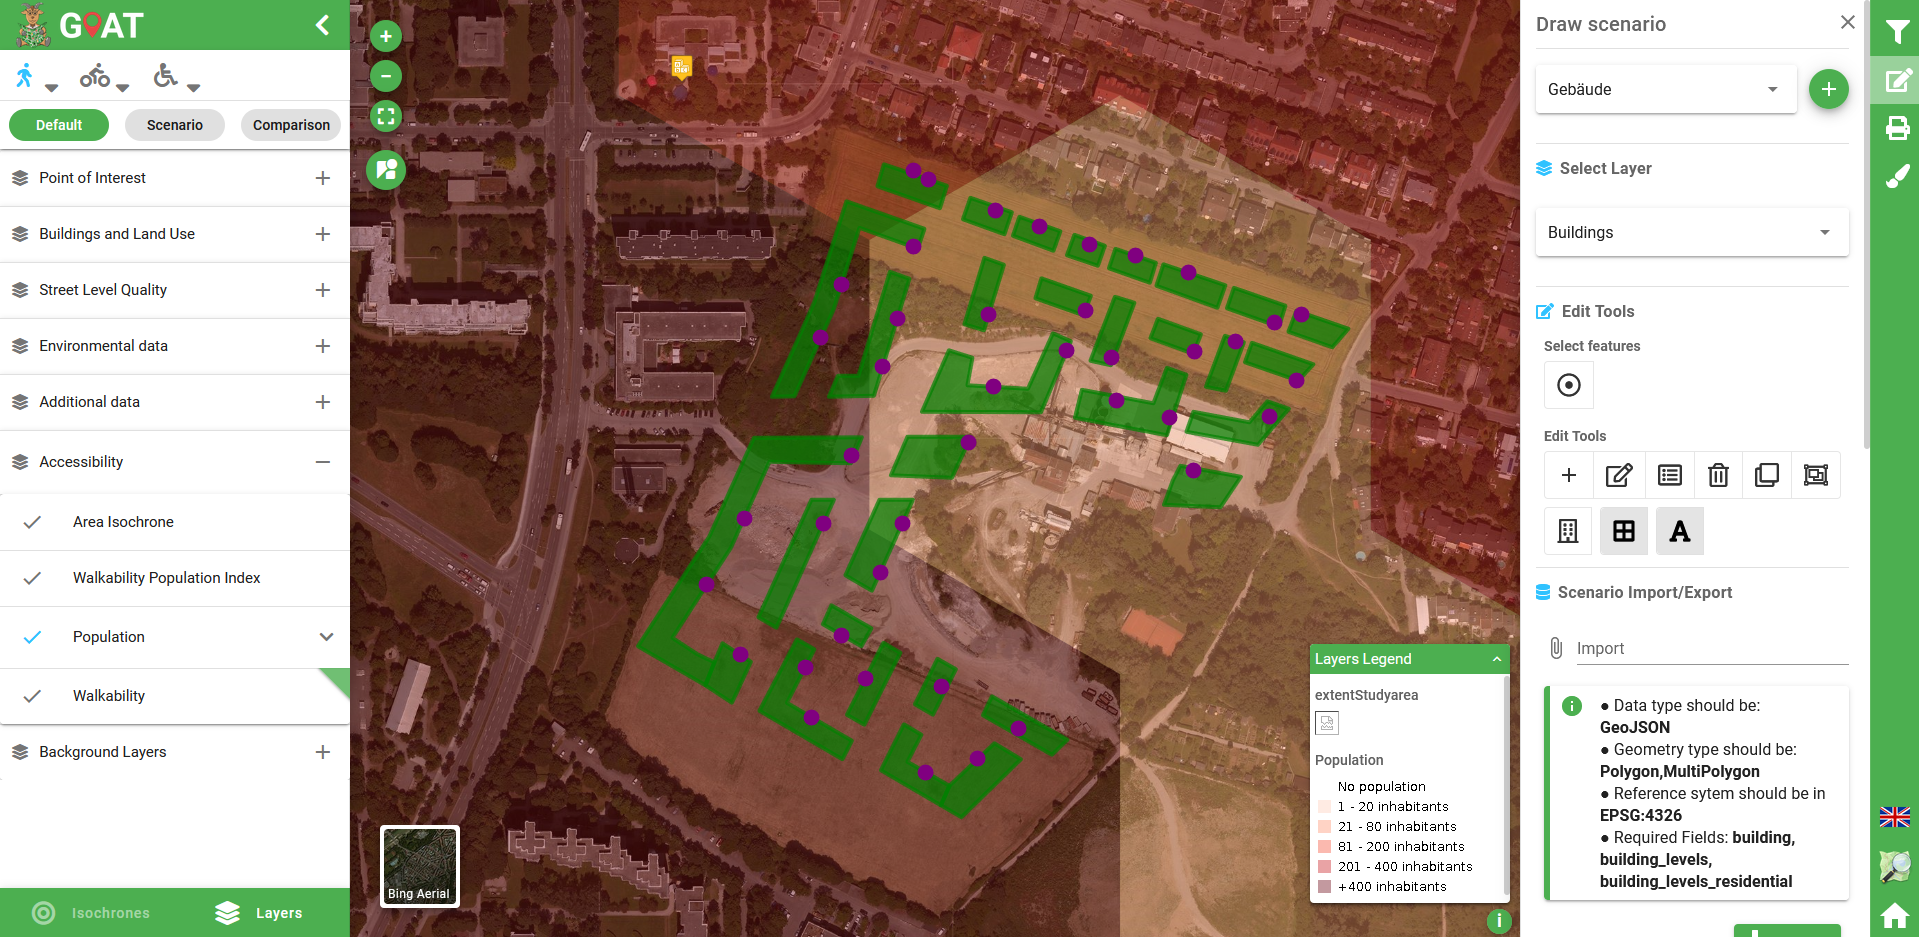 GOAT
Default
Scenario
Comparison
Point of Interest
Buildings and Land Use
Street Level Quality
Environmental data
Additional data
Accessibility
Area Isochrone
Walkability Population Index
Population
Walkability
Background Layers
Isochrones
Layers
Bing Aerial
Layers Legend
extentStudyarea
Population
No population
1 - 20 inhabitants
21 - 80 inhabitants
81 - 200 inhabitants
201 - 400 inhabitants
+400 inhabitants
Draw scenario
Gebäude
Select Layer
Buildings
Edit Tools
Select features
Edit Tools
A
Scenario Import/Export
Import
● Data type should be:
GeoJSON
● Geometry type should be:
Polygon,MultiPolygon
● Reference sytem should be in
EPSG:4326
● Required Fields: building,
building_levels,
building_levels_residential